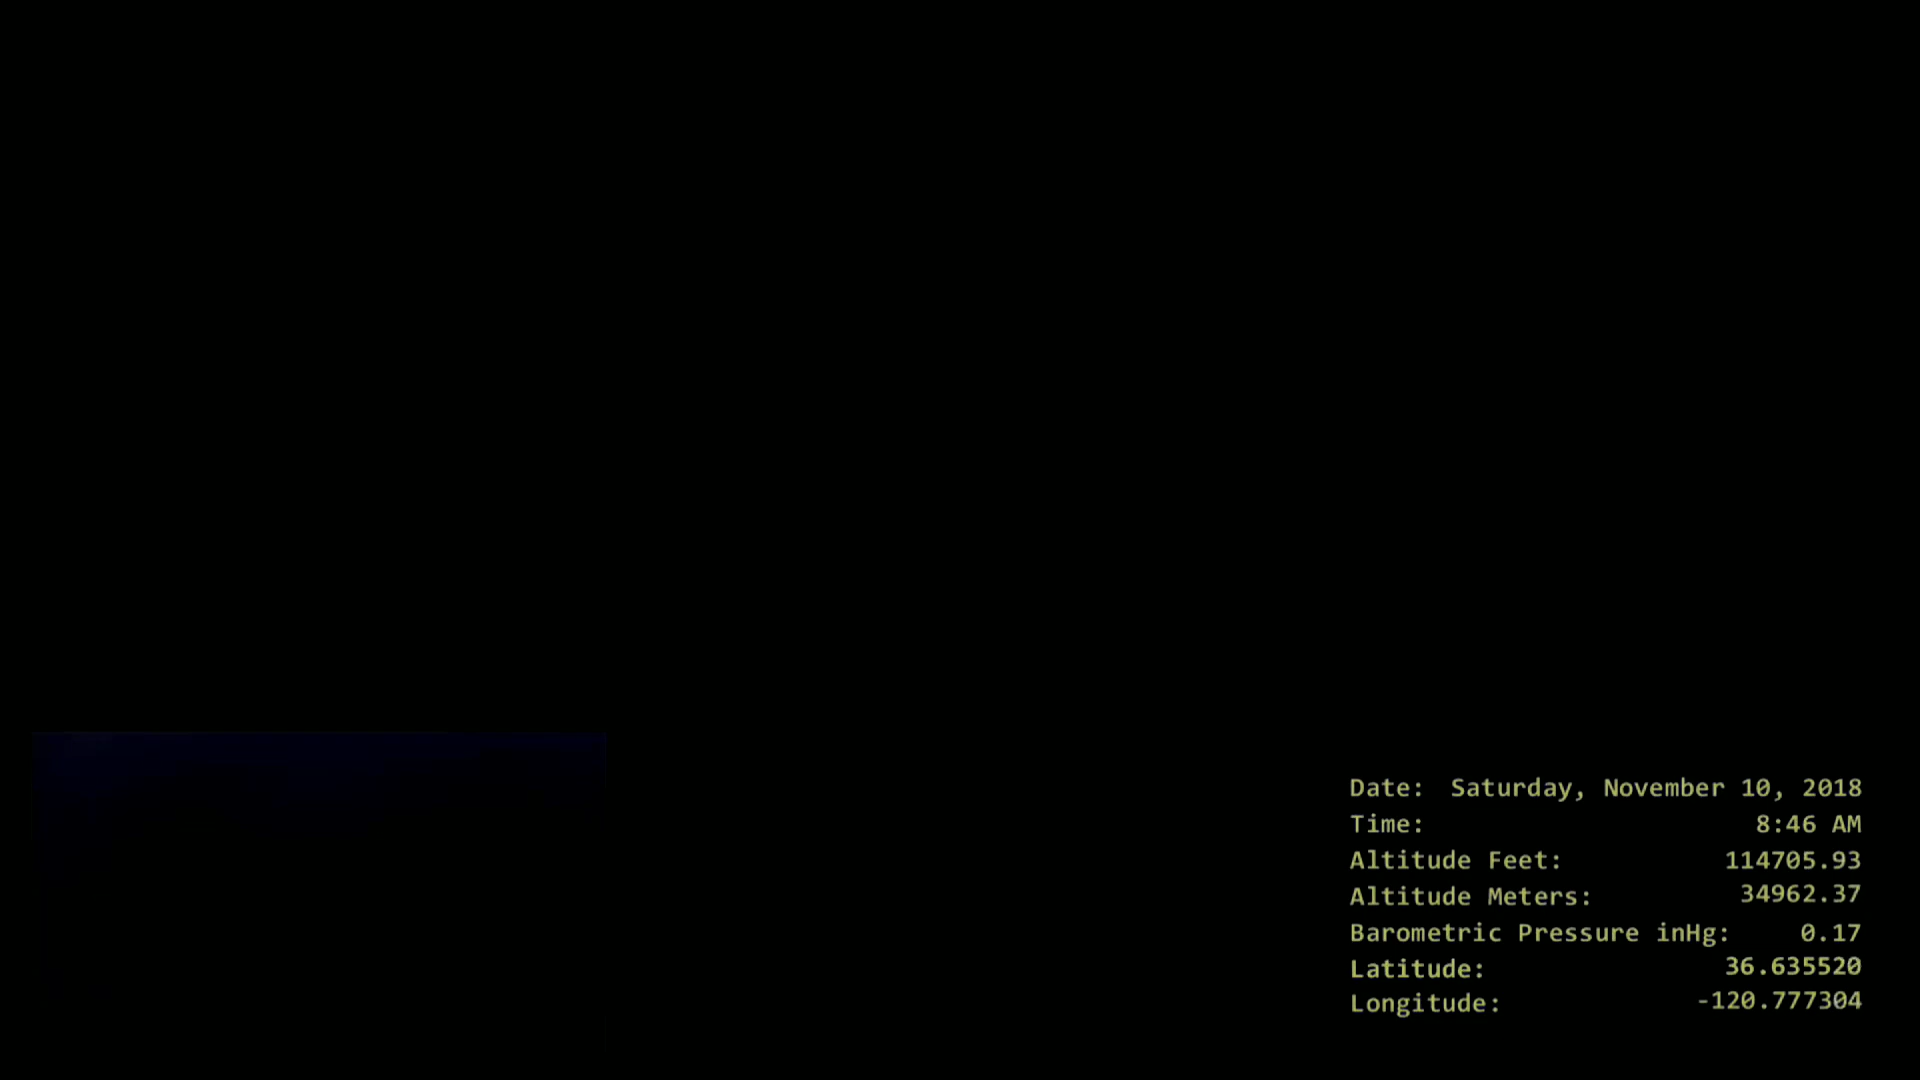 Date: Saturday, November 10, 2018
Time: 8:46 AM
Altitude Feet: 114705.93
Altitude Meters: 34962.37
Barometric Pressure inHg: 0.17
Latitude: 36.635520
Longitude: -120.777304